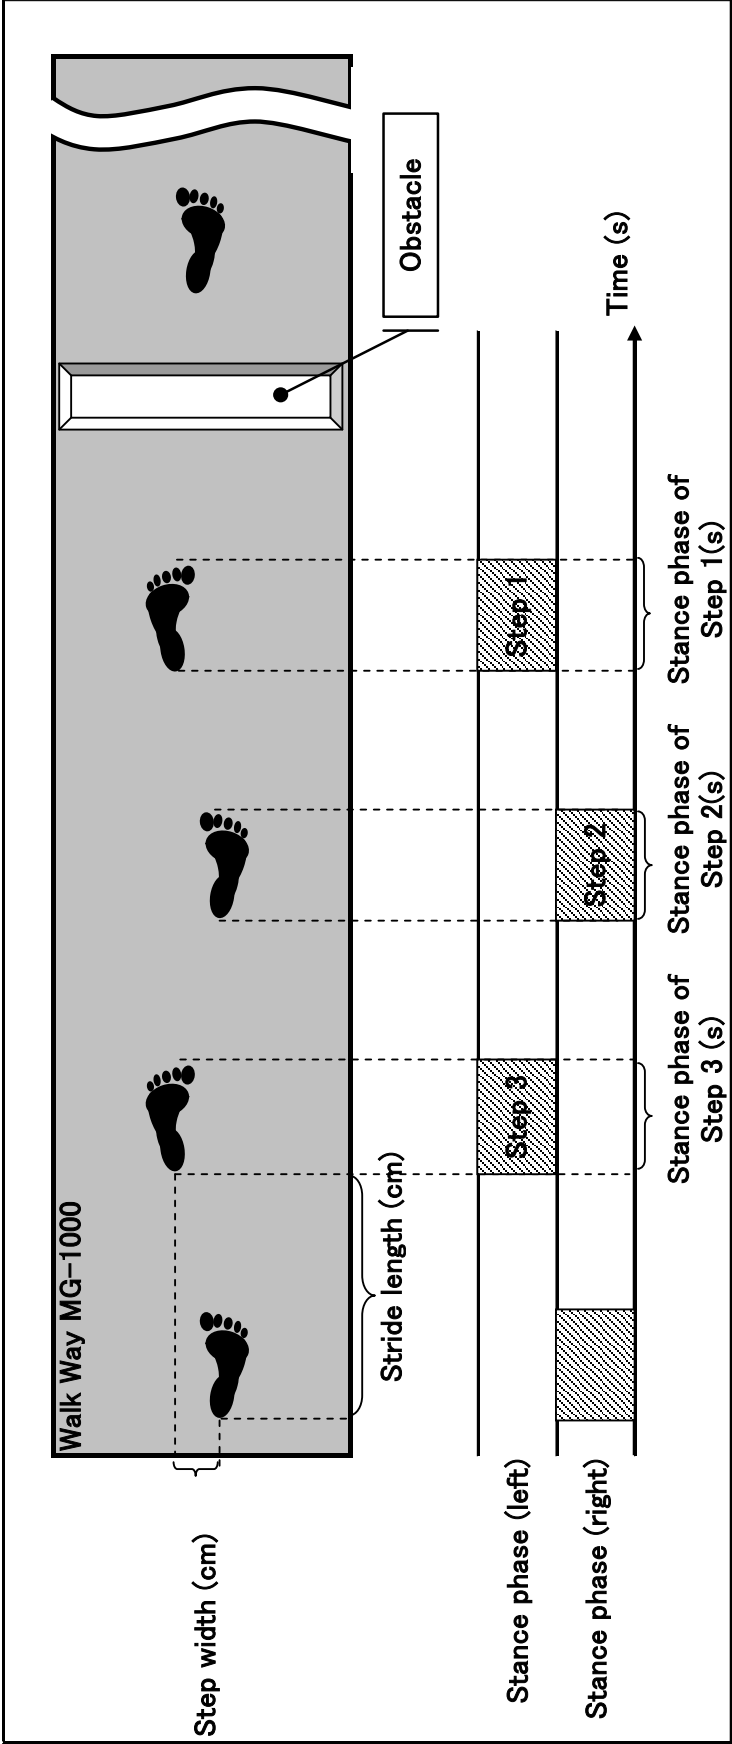 Walk Way MG-1000
Obstacle
Step width (cm)
Stride length (cm)
Stance phase (left)
Step 3
Step 1
Stance phase (right)
Step 2
Time (s)
Stance phase of
Step 3 (s)
Stance phase of
Step 2(s)
Stance phase of
Step 1(s)